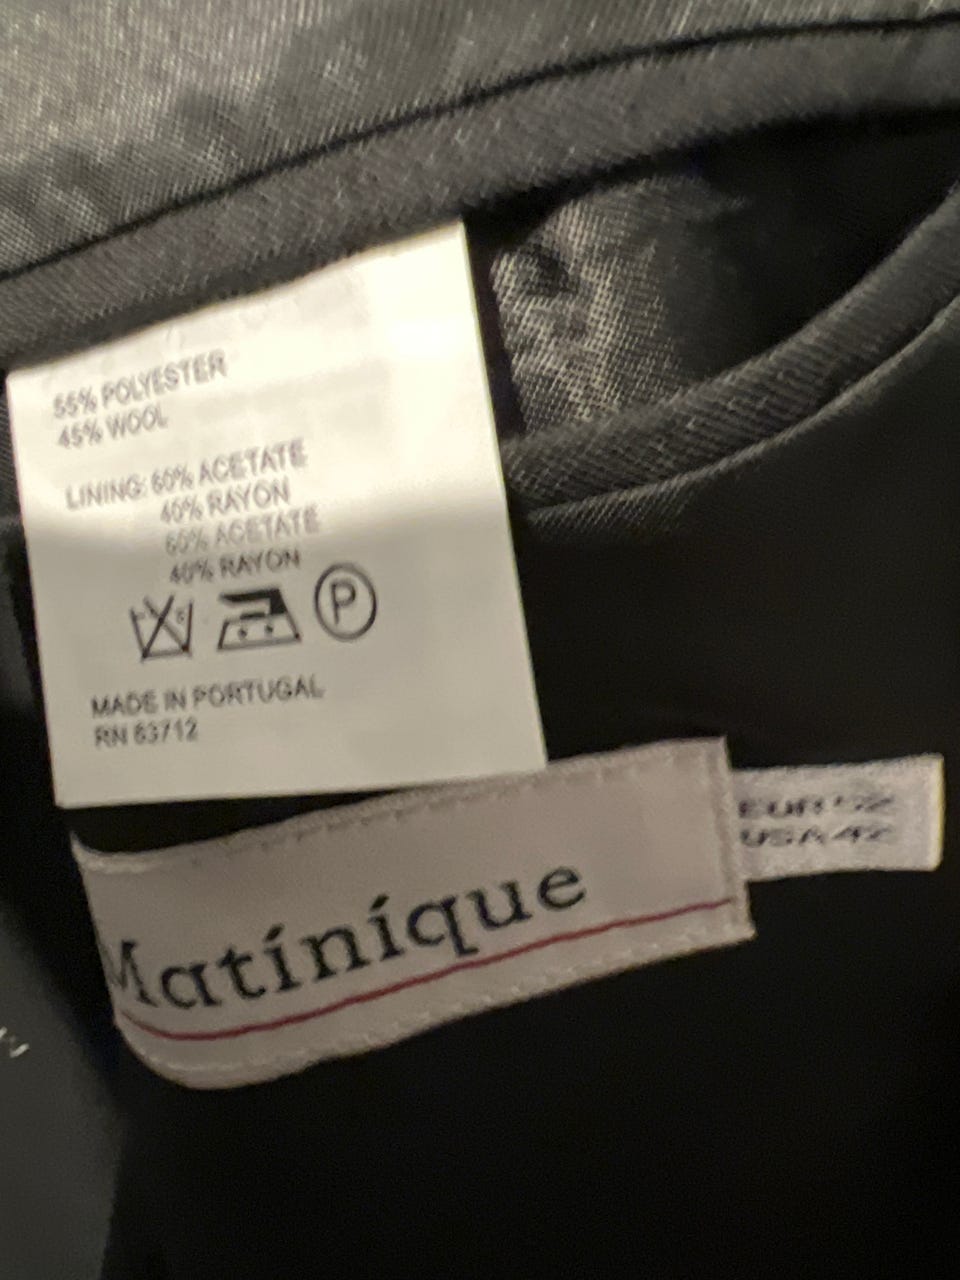 55% POLYESTER
45% WOOL
LINING: 60% ACETATE
40% RAYON
60% ACETATE
40% RAYON
P
MADE IN PORTUGAL
RN 63712
EUR 52
USA 42
Matíníque